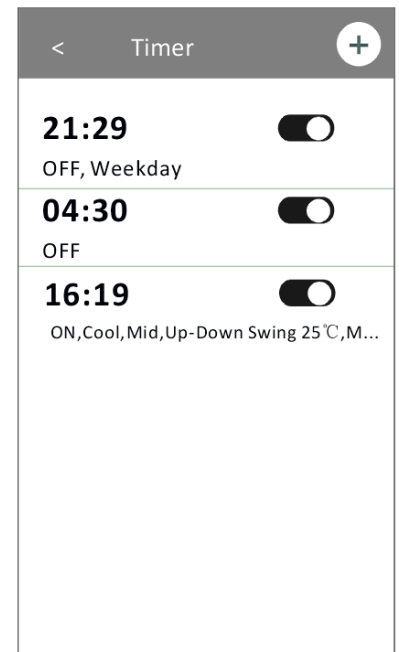 < Timer +
21:29
OFF, Weekday
04:30
OFF
16:19
ON,Cool,Mid,Up-Down Swing 25℃,M...